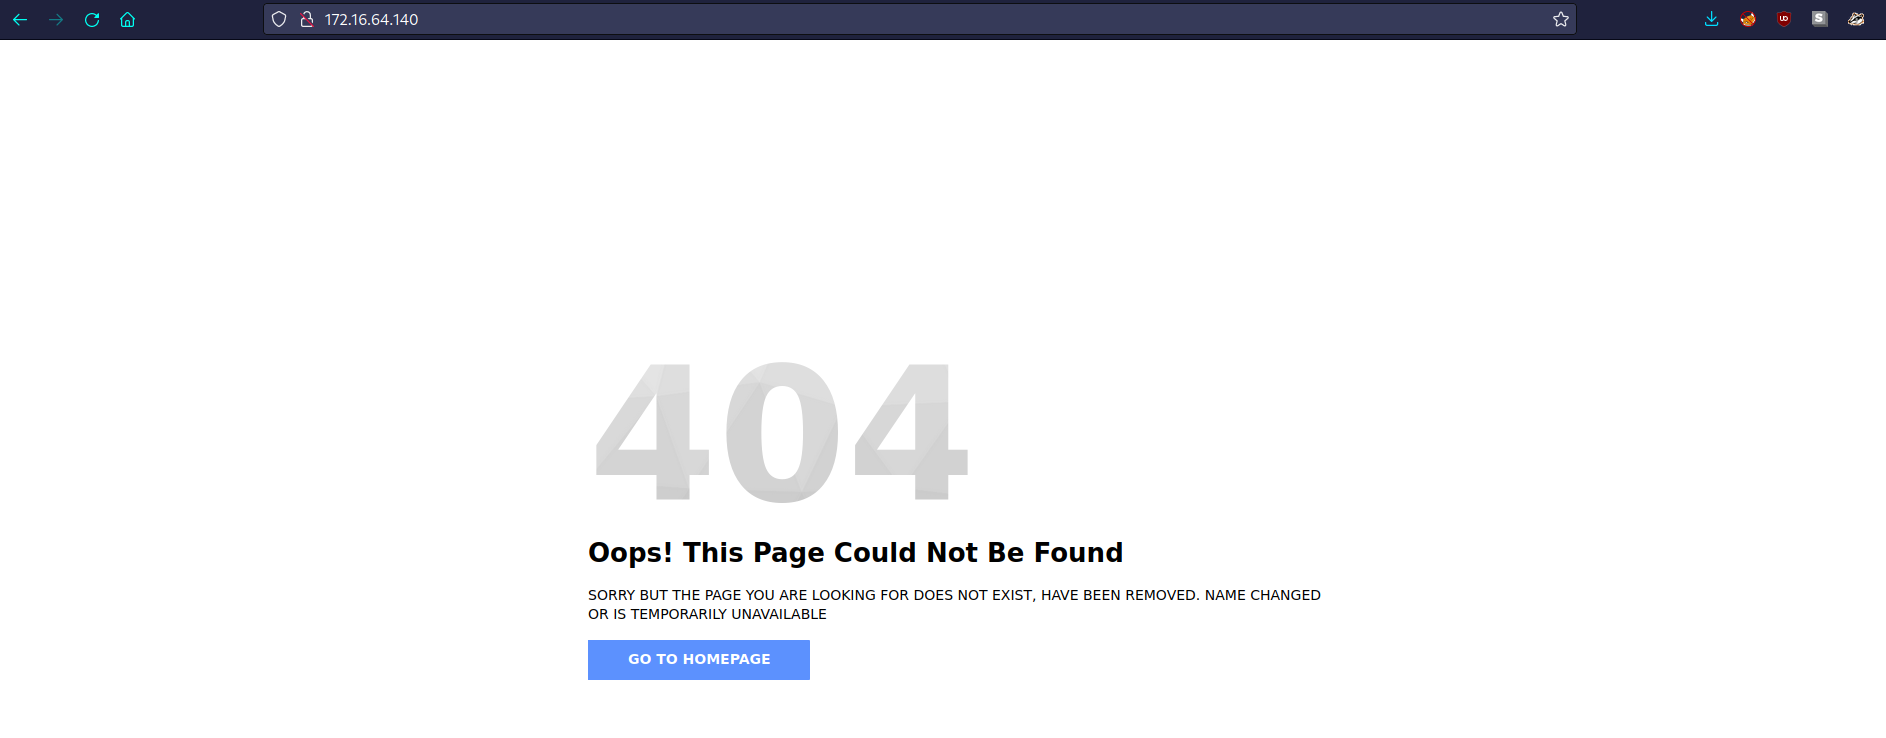 172.16.64.140
404
Oops! This Page Could Not Be Found
SORRY BUT THE PAGE YOU ARE LOOKING FOR DOES NOT EXIST, HAVE BEEN REMOVED. NAME CHANGED
OR IS TEMPORARILY UNAVAILABLE
GO TO HOMEPAGE